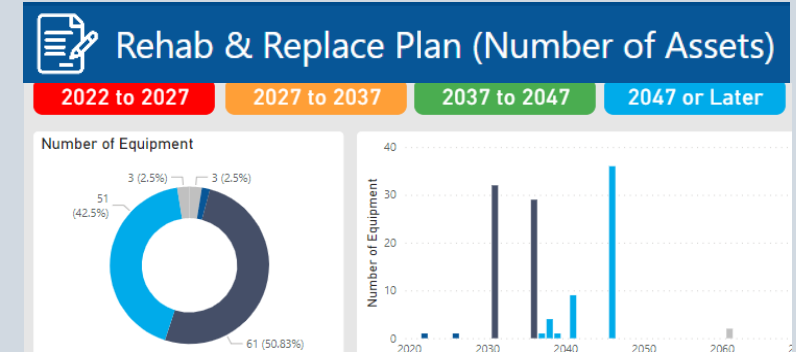 Rehab & Replace Plan (Number of Assets)
2022 to 2027
2027 to 2037
2037 to 2047
2047 or Later
Number of Equipment
3 (2.5%)
3 (2.5%)
51
(42.5%)
61 (50.83%)
Number of Equipment
40
30
20
10
0
2020
2030
2040
2050
2060